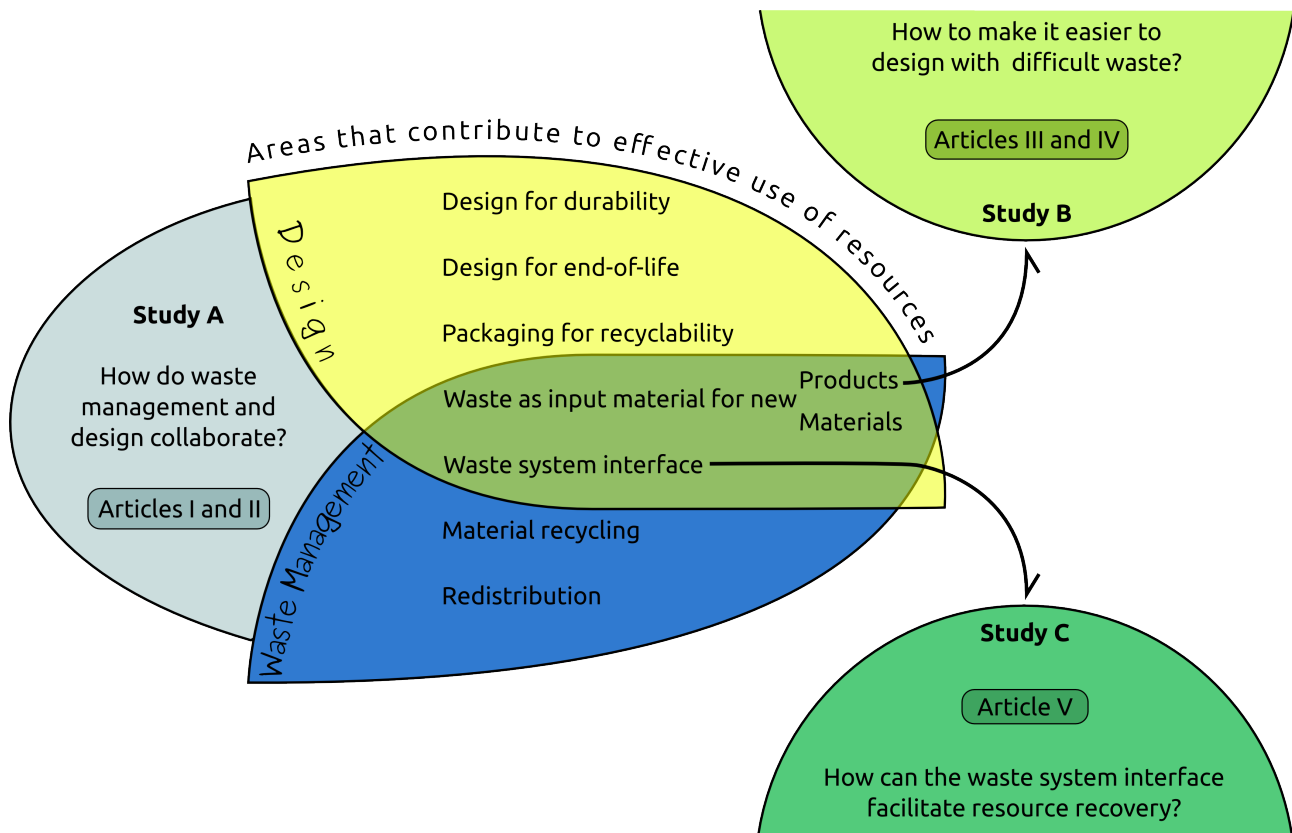 How to make it easier to
design with difficult waste?
Articles III and IV
Study B
Areas that contribute to effective use of resources
Design
Design for durability
Design for end-of-life
Packaging for recyclability
Study A
How do waste
management and
design collaborate?
Articles I and II
Waste as input material for new
Products
Materials
Waste system interface
Waste Management
Material recycling
Redistribution
Study C
Article V
How can the waste system interface
facilitate resource recovery?